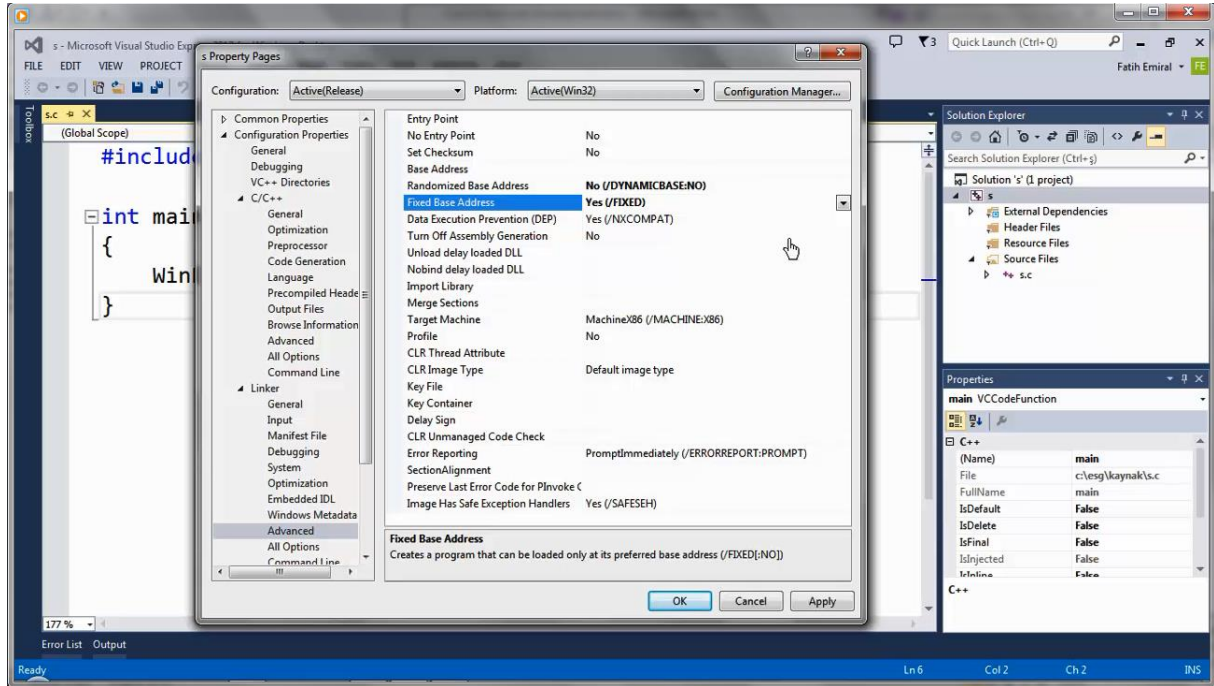 s - Microsoft Visual Studio Exp
3
Quick Launch (Ctrl+Q)
FILE EDIT VIEW PROJECT
Fatih Emiral
FE
s Property Pages
Configuration: Active(Release) Platform: Active(Win32) Configuration Manager...
Toolbox
s.c
(Global Scope)
#includ
int mai
{
Win
}
177 %
Common Properties
Configuration Properties
General
Debugging
VC++ Directories
C/C++
General
Optimization
Preprocessor
Code Generation
Language
Precompiled Heade
Output Files
Browse Information
Advanced
All Options
Command Line
Linker
General
Input
Manifest File
Debugging
System
Optimization
Embedded IDL
Windows Metadata
Advanced
All Options
Command Line
Entry Point
No Entry Point No
Set Checksum No
Base Address
Randomized Base Address No (/DYNAMICBASE:NO)
Fixed Base Address Yes (/FIXED)
Data Execution Prevention (DEP) Yes (/NXCOMPAT)
Turn Off Assembly Generation No
Unload delay loaded DLL
Nobind delay loaded DLL
Import Library
Merge Sections
Target Machine MachineX86 (/MACHINE:X86)
Profile No
CLR Thread Attribute
CLR Image Type Default image type
Key File
Key Container
Delay Sign
CLR Unmanaged Code Check
Error Reporting PromptImmediately (/ERRORREPORT:PROMPT)
SectionAlignment
Preserve Last Error Code for PInvoke C
Image Has Safe Exception Handlers Yes (/SAFESEH)
Fixed Base Address
Creates a program that can be loaded only at its preferred base address (/FIXED[:NO])
OK Cancel Apply
Solution Explorer
Search Solution Explorer (Ctrl+ş)
Solution 's' (1 project)
s
External Dependencies
Header Files
Resource Files
Source Files
s.c
Properties
main VCCodeFunction
C++
(Name) main
File c:\esg\kaynak\s.c
FullName main
IsDefault False
IsDelete False
IsFinal False
IsInjected False
IsInline False
C++
Error List Output
Ready Ln 6 Col 2 Ch 2 INS